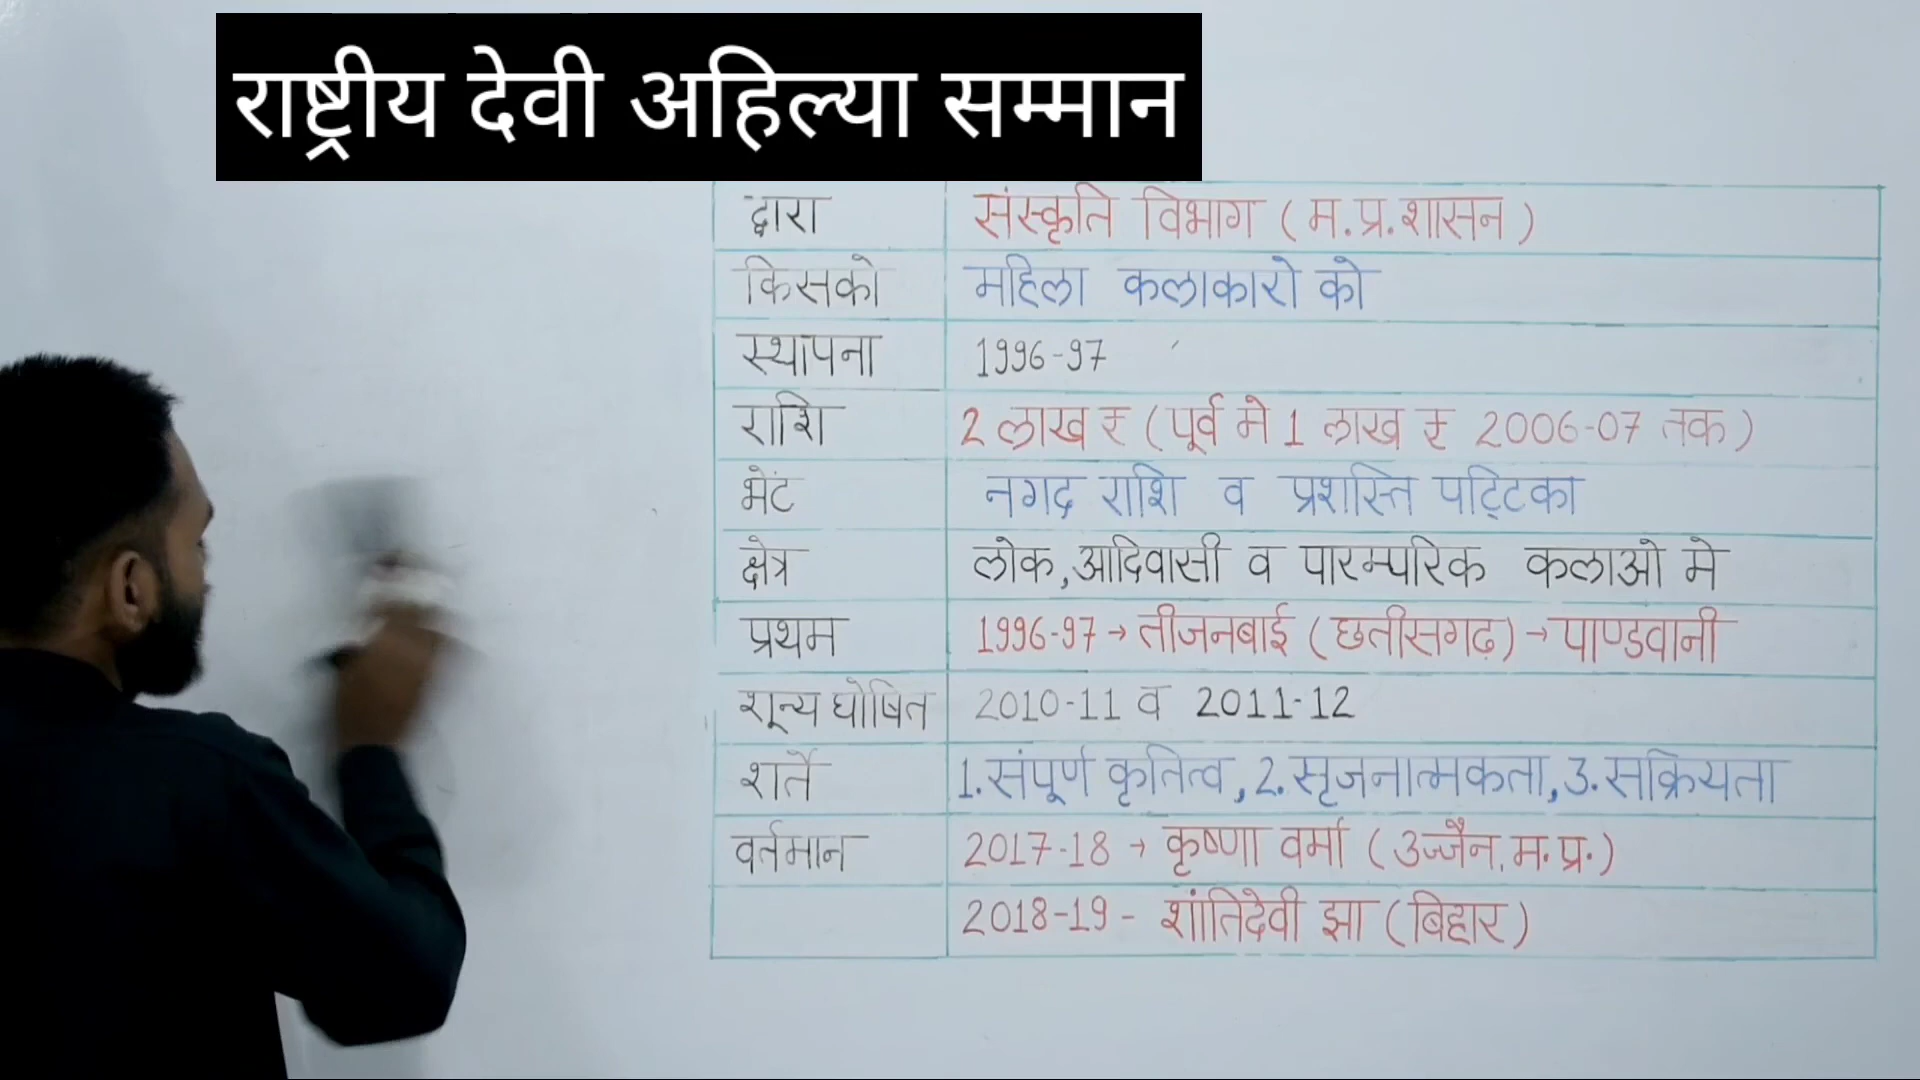 राष्ट्रीय देवी अहिल्या सम्मान
द्वारा संस्कृति विभाग (म.प्र.शासन)
किसको महिला कलाकारो को
स्थापना 1996-97
राशि 2 लाख ₹ (पूर्व मे 1 लाख ₹ 2006-07 तक)
भेंट नगद राशि व प्रशस्ति पट्टिका
क्षेत्र लोक,आदिवासी व पारम्परिक कलाओ मे
प्रथम 1996-97 → तीजनबाई (छतीसगढ़) → पाण्डवानी
शून्य घोषित 2010-11 व 2011-12
शर्ते 1.संपूर्ण कृतित्व,2.सृजनात्मकता,3.सक्रियता
वर्तमान 2017-18 → कृष्णा वर्मा (उज्जैन,म.प्र.)
2018-19 - शांतिदेवी झा (बिहार)